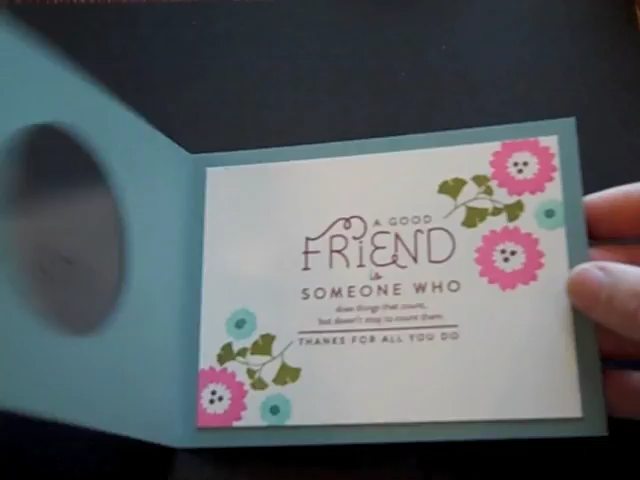 A GOOD
FRIEND
is
SOMEONE WHO
does things that count,
but doesn't stop to count them.
THANKS FOR ALL YOU DO